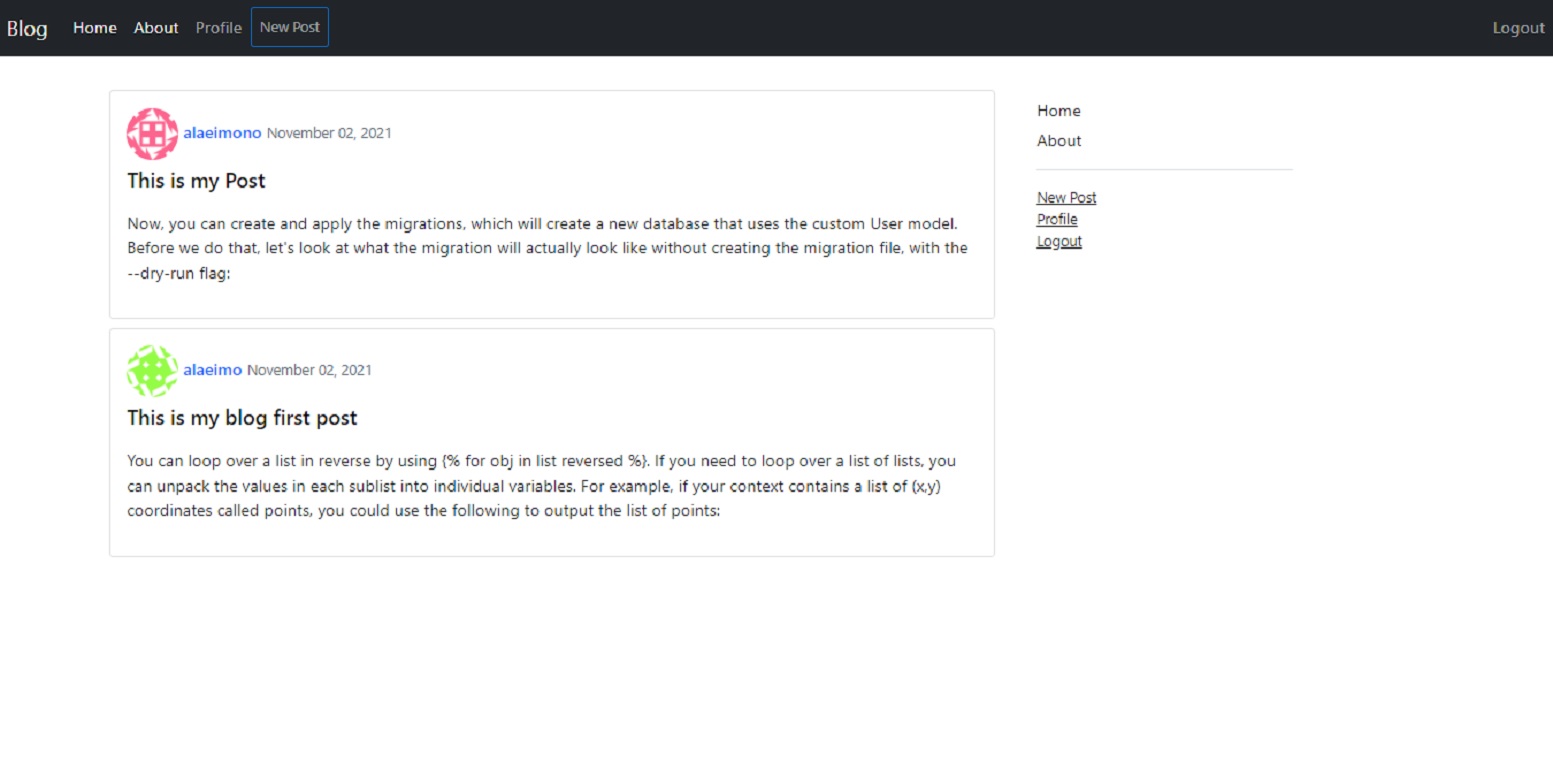 Blog Home About Profile New Post Logout
alaeimono November 02, 2021
This is my Post
Now, you can create and apply the migrations, which will create a new database that uses the custom User model.
Before we do that, let's look at what the migration will actually look like without creating the migration file, with the
--dry-run flag:
alaeimo November 02, 2021
This is my blog first post
You can loop over a list in reverse by using {% for obj in list reversed %}. If you need to loop over a list of lists, you
can unpack the values in each sublist into individual variables. For example, if your context contains a list of (x,y)
coordinates called points, you could use the following to output the list of points:
Home
About
New Post
Profile
Logout